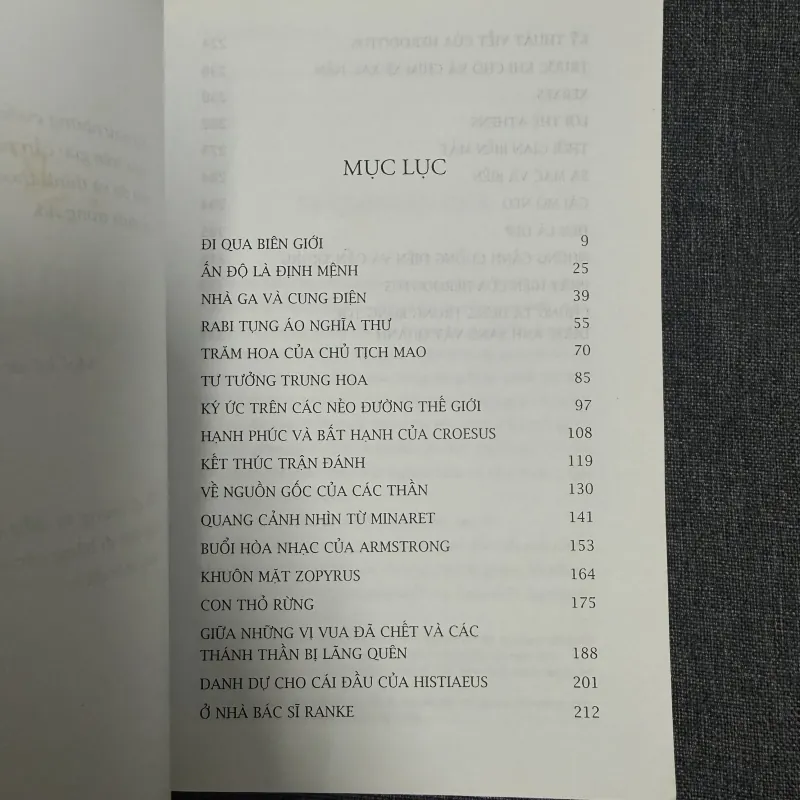 MỤC LỤC
ĐI QUA BIÊN GIỚI 9
ẤN ĐỘ LÀ ĐỊNH MỆNH 25
NHÀ GA VÀ CUNG ĐIỆN 39
RABI TỤNG ÁO NGHĨA THƯ 55
TRĂM HOA CỦA CHỦ TỊCH MAO 70
TƯ TƯỞNG TRUNG HOA 85
KÝ ỨC TRÊN CÁC NẺO ĐƯỜNG THẾ GIỚI 97
HẠNH PHÚC VÀ BẤT HẠNH CỦA CROESUS 108
KẾT THÚC TRẬN ĐÁNH 119
VỀ NGUỒN GỐC CỦA CÁC THẦN 130
QUANG CẢNH NHÌN TỪ MINARET 141
BUỔI HÒA NHẠC CỦA ARMSTRONG 153
KHUÔN MẶT ZOPYRUS 164
CON THỎ RỪNG 175
GIỮA NHỮNG VỊ VUA ĐÃ CHẾT VÀ CÁC
THÁNH THẦN BỊ LÃNG QUÊN 188
DANH DỰ CHO CÁI ĐẦU CỦA HISTIAEUS 201
Ở NHÀ BÁC SĨ RANKE 212